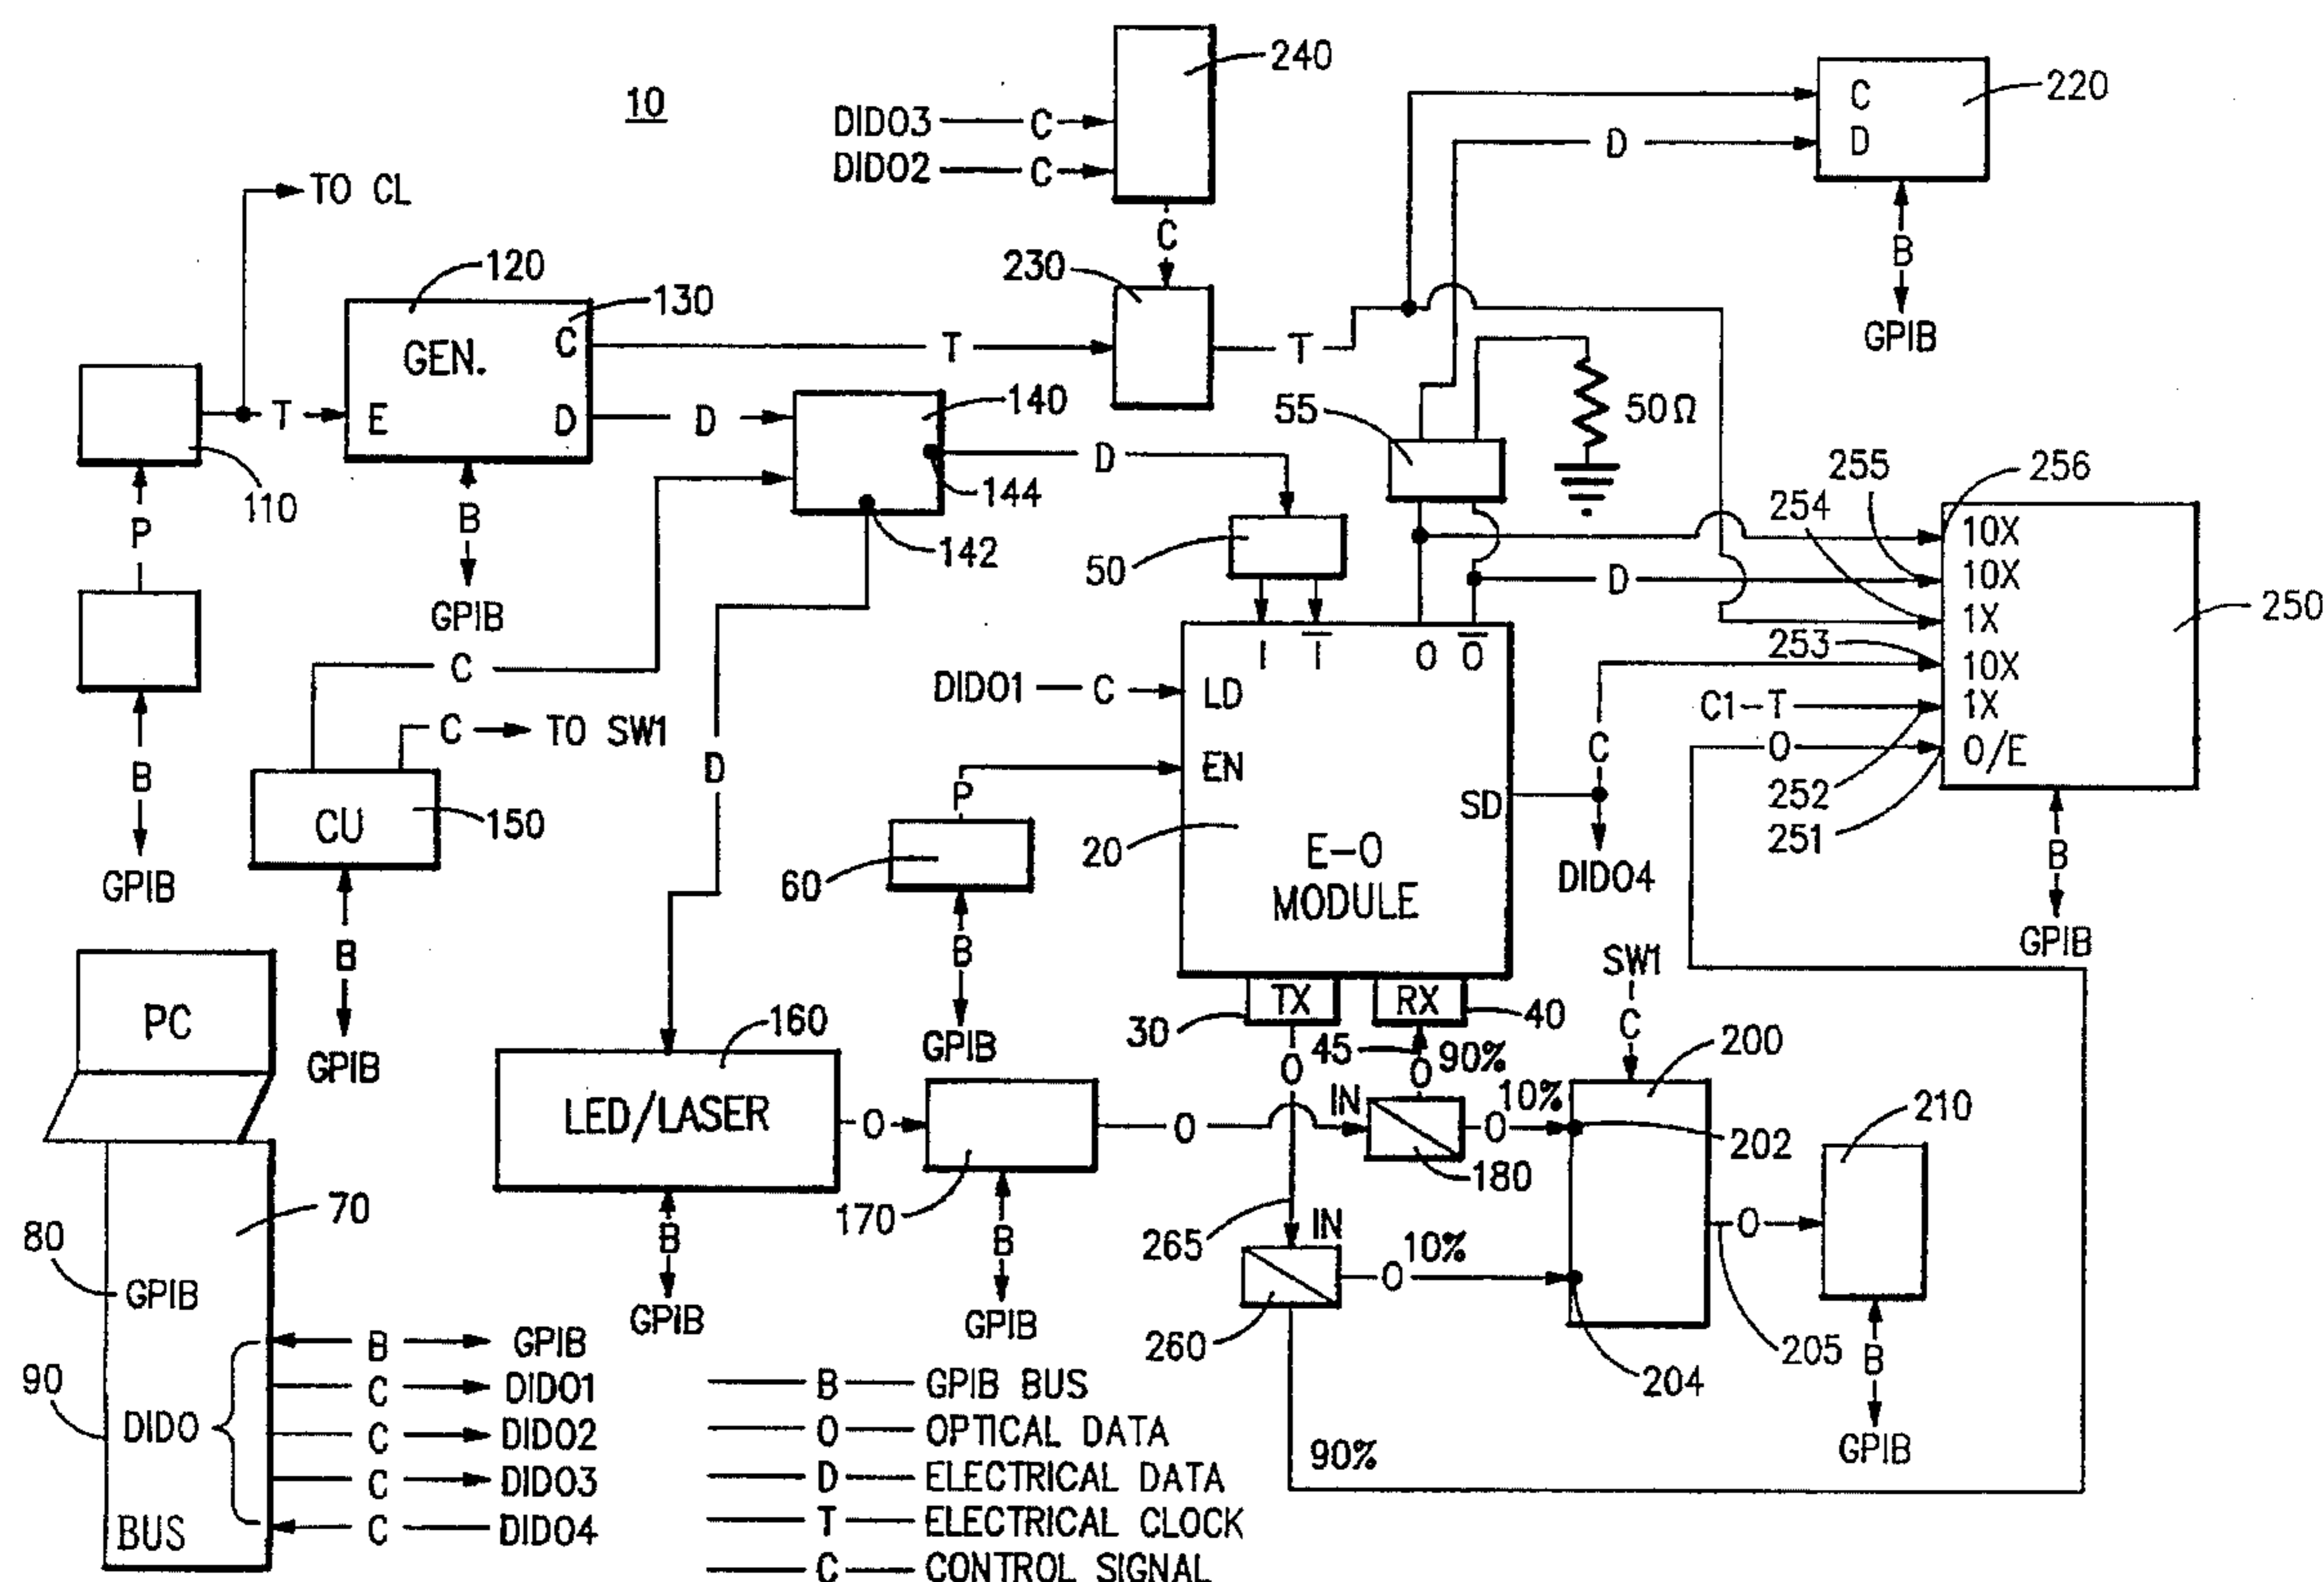 10
240
DIDO3 C
DIDO2 C
C
220
C
D
D
B
GPIB
TO CL
120
130
GEN.
C
E
D
T
T
D
B
GPIB
110
P
B
GPIB
230
T
140
144
142
D
55
50Ω
50
I I O O
LD
EN
SD
20
E-O
MODULE
DIDO1 C
P
60
B
GPIB
C
DIDO4
256
255
254
253
252
251
250
10X
10X
1X
10X
1X
O/E
D
C1-T
O
B
GPIB
C
C TO SW1
CU
150
B
GPIB
D
PC
70
80
GPIB
90
DIDO
BUS
B GPIB
C DIDO1
C DIDO2
C DIDO3
C DIDO4
160
LED/LASER
B
GPIB
O
170
B
GPIB
O
TX
RX
30
40
45
O
O
90%
IN
180
O
10%
SW1
C
200
202
204
205
O
210
B
GPIB
265
IN
260
O
10%
90%
B GPIB BUS
O OPTICAL DATA
D ELECTRICAL DATA
T ELECTRICAL CLOCK
C CONTROL SIGNAL